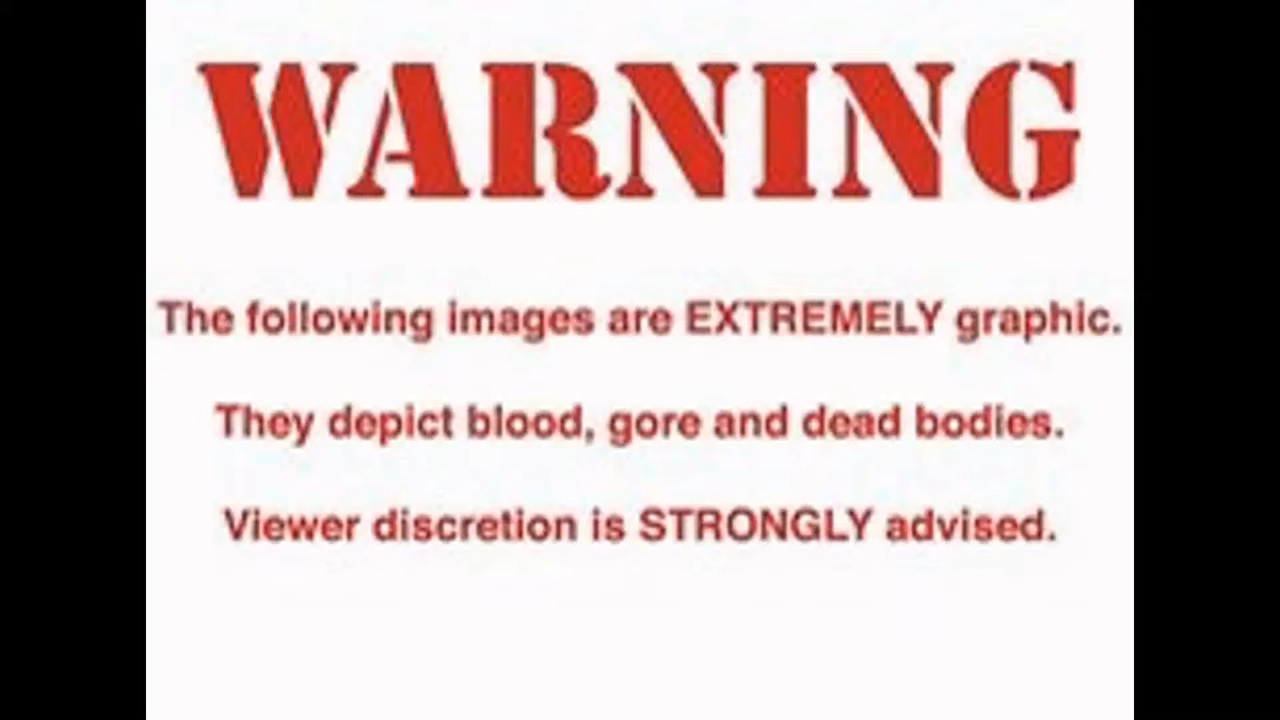 WARNING
The following images are EXTREMELY graphic.
They depict blood, gore and dead bodies.
Viewer discretion is STRONGLY advised.